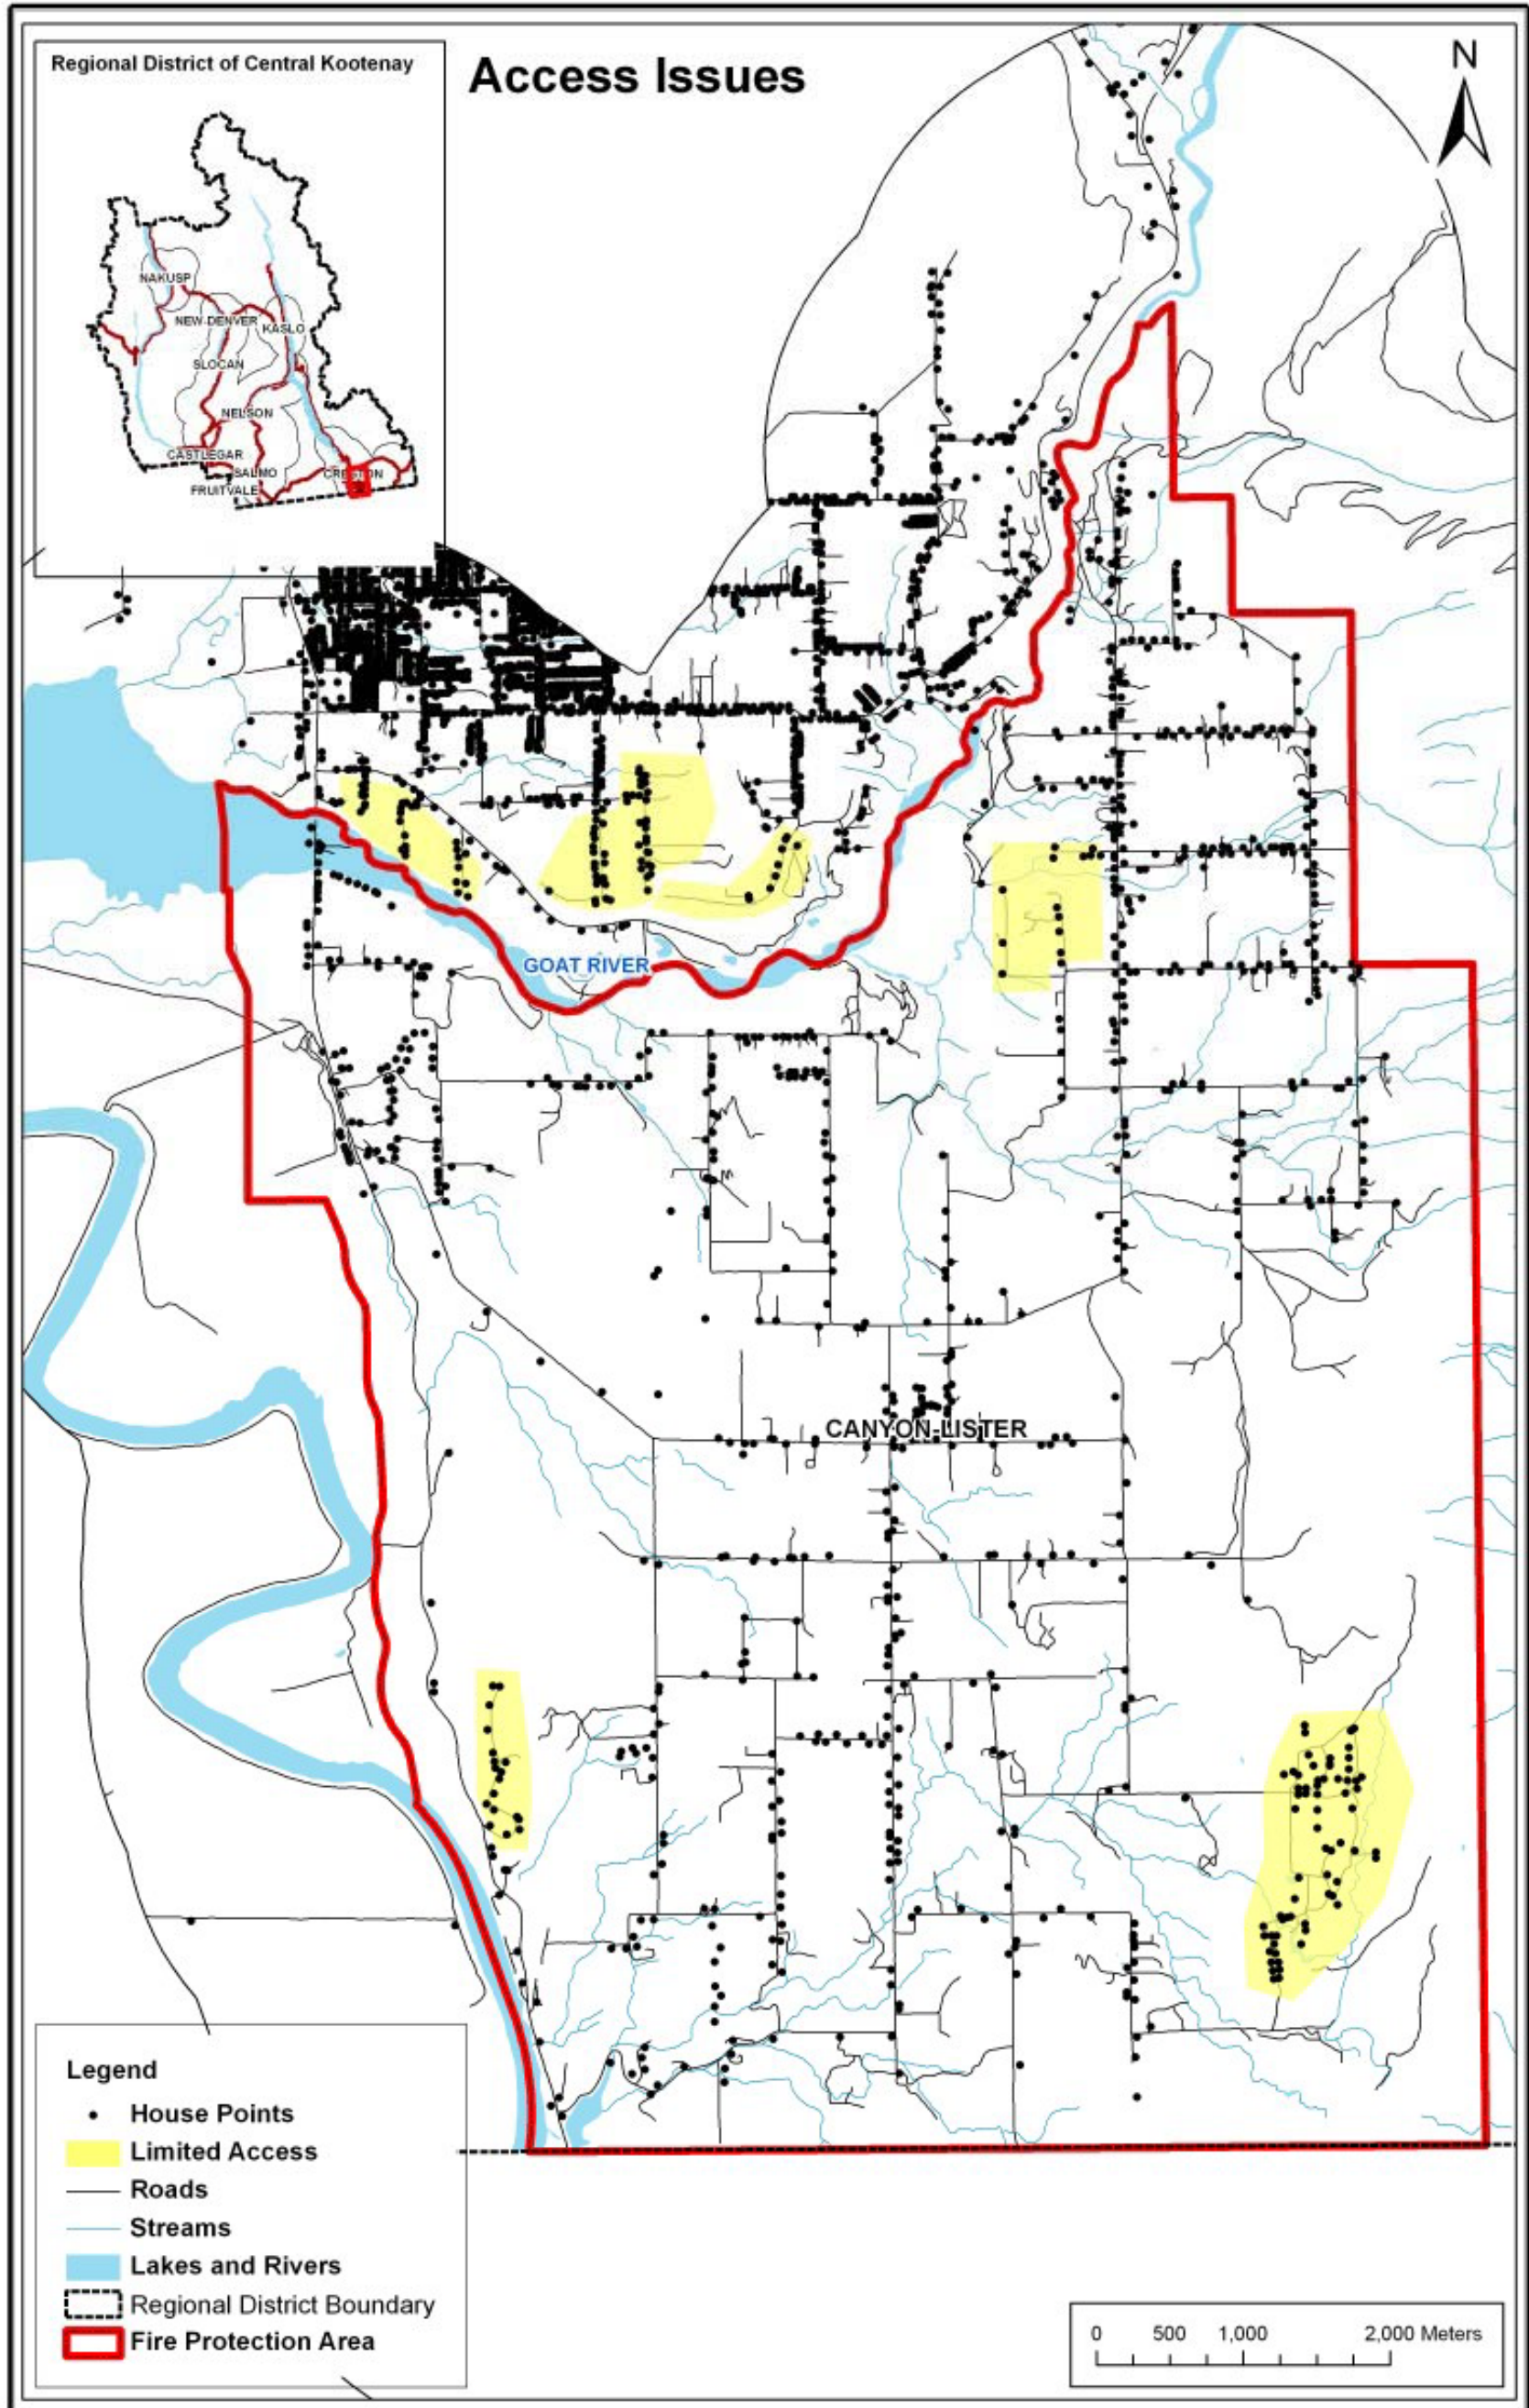 Regional District of Central Kootenay
Access Issues
N
NAKUSP
NEW DENVER
KASLO
SLOCAN
NELSON
CASTLEGAR
SALMO
CRESTON
FRUITVALE
GOAT RIVER
CANYON-LISTER
Legend
House Points
Limited Access
Roads
Streams
Lakes and Rivers
Regional District Boundary
Fire Protection Area
0 500 1,000 2,000 Meters